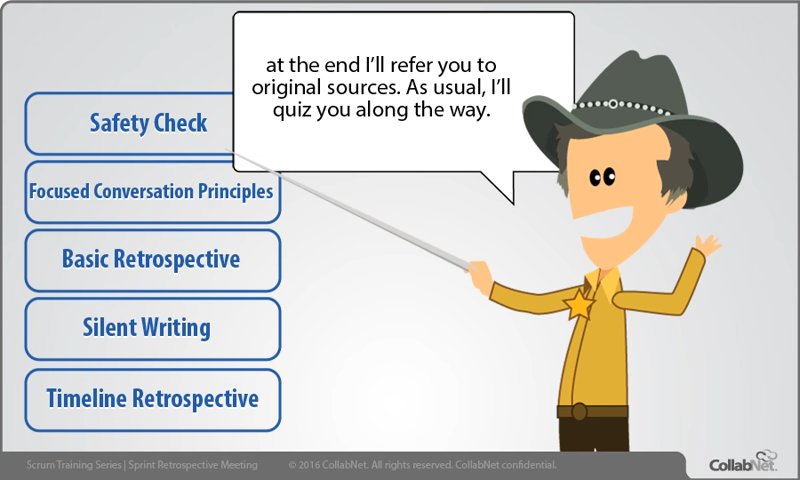 at the end I'll refer you to
original sources. As usual, I'll
quiz you along the way.
Safety Check
Focused Conversation Principles
Basic Retrospective
Silent Writing
Timeline Retrospective
Scrum Training Series | Sprint Retrospective Meeting © 2016 CollabNet. All rights reserved. CollabNet confidential.
CollabNet.